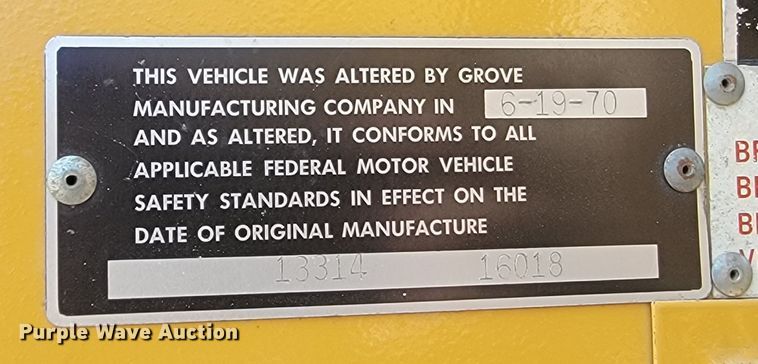 THIS VEHICLE WAS ALTERED BY GROVE
MANUFACTURING COMPANY IN 6-19-70
AND AS ALTERED, IT CONFORMS TO ALL
APPLICABLE FEDERAL MOTOR VEHICLE
SAFETY STANDARDS IN EFFECT ON THE
DATE OF ORIGINAL MANUFACTURE
13314 16018
Purple Wave Auction